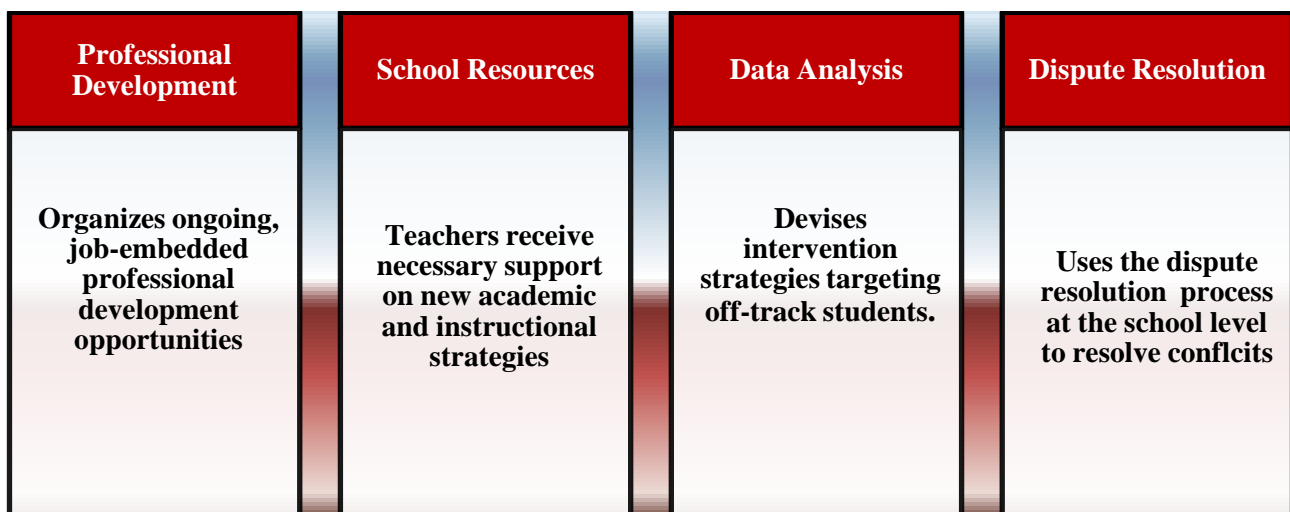 Professional
Development
School Resources
Data Analysis
Dispute Resolution
Organizes ongoing,
job-embedded
professional
development
opportunities
Teachers receive
necessary support
on new academic
and instructional
strategies
Devises
intervention
strategies targeting
off-track students.
Uses the dispute
resolution process
at the school level
to resolve conflcits